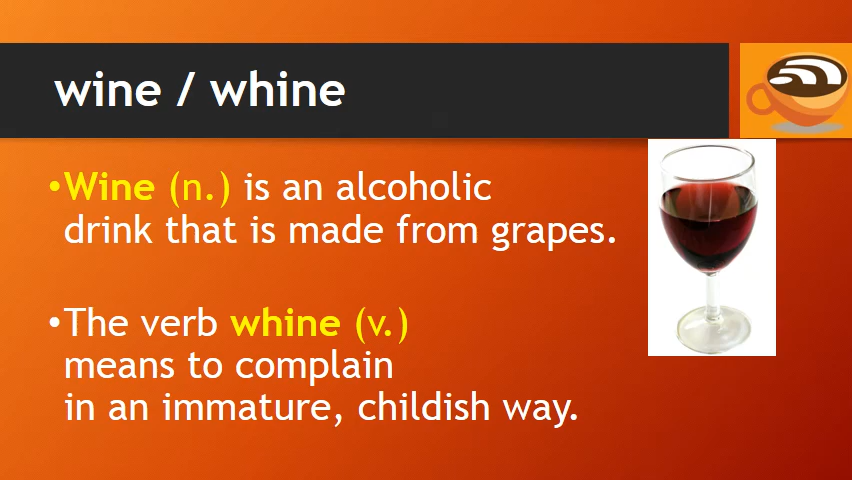 wine / whine
•Wine (n.) is an alcoholic
drink that is made from grapes.
•The verb whine (v.)
means to complain
in an immature, childish way.